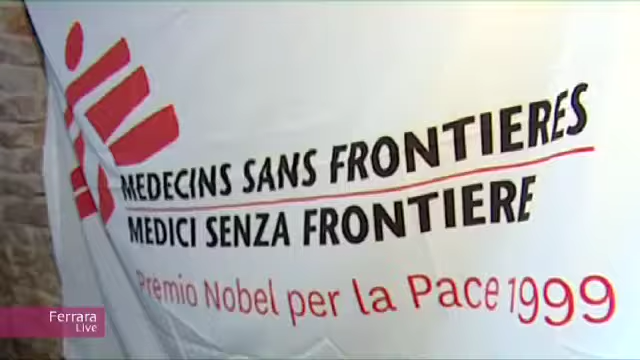 MEDECINS SANS FRONTIERES
MEDICI SENZA FRONTIERE
Premio Nobel per la Pace 1999
Ferrara
Live